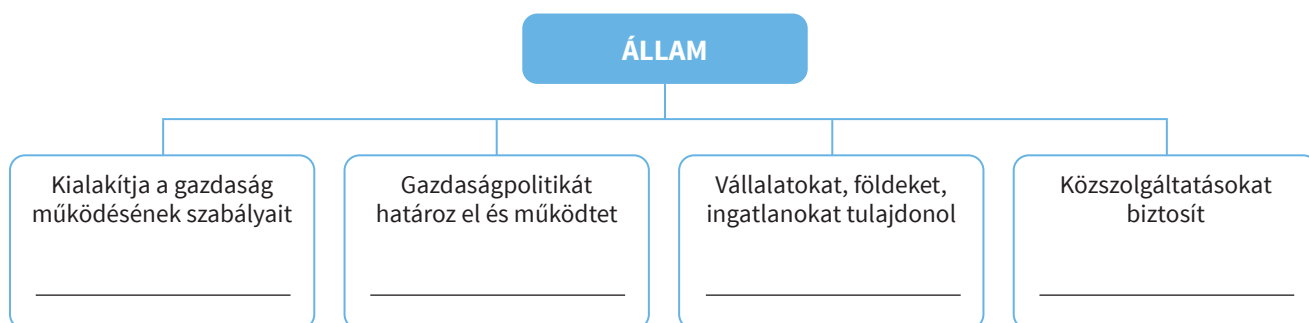 ÁLLAM
Kialakítja a gazdaság
működésének szabályait
Gazdaságpolitikát
határoz el és működtet
Vállalatokat, földeket,
ingatlanokat tulajdonol
Közszolgáltatásokat
biztosít